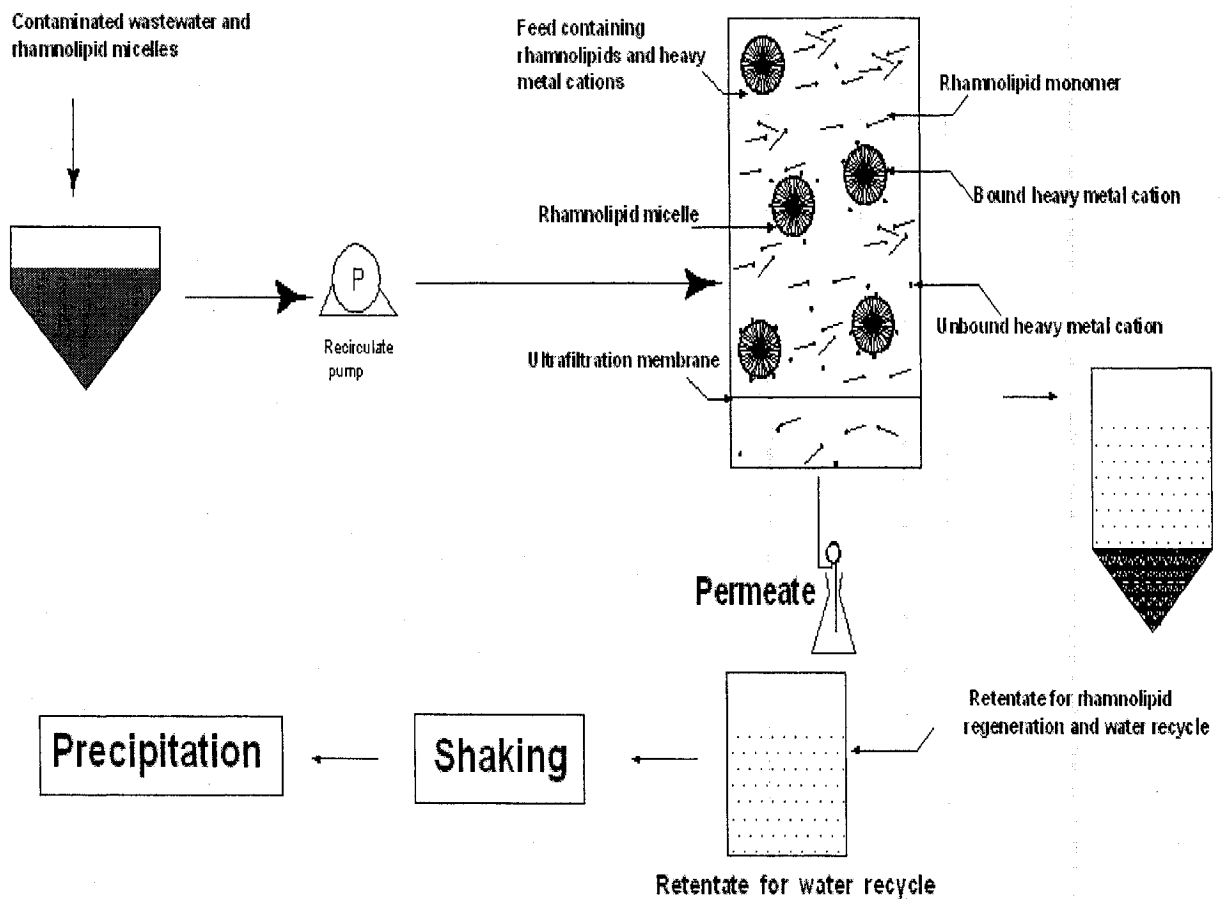 Contaminated wastewater and
rhamnolipid micelles
Feed containing
rhamnolipids and heavy
metal cations
Rhamnolipid monomer
Bound heavy metal cation
Rhamnolipid micelle
P
Recirculate
pump
Unbound heavy metal cation
Ultrafiltration membrane
Permeate
Retentate for rhamnolipid
regeneration and water recycle
Precipitation
Shaking
Retentate for water recycle